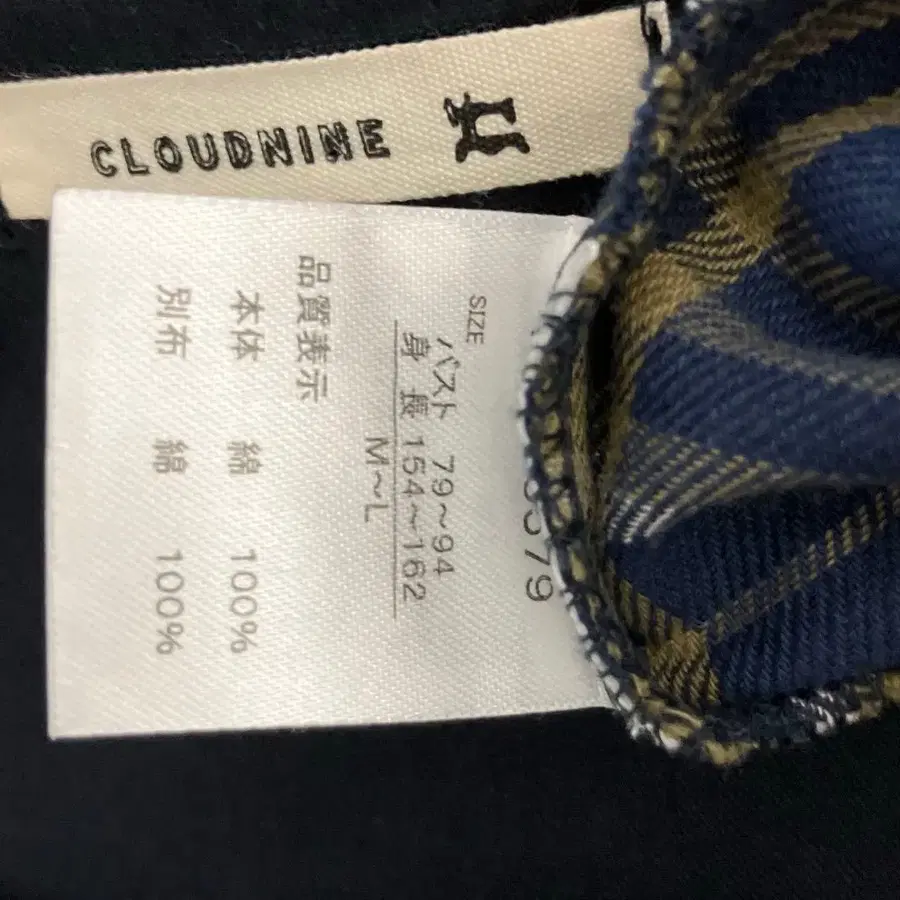 CLOUDNINE
SIZE
バスト 79〜94
身 長 154〜162
M〜L
品質表示
本体 綿 100%
別布 綿 100%